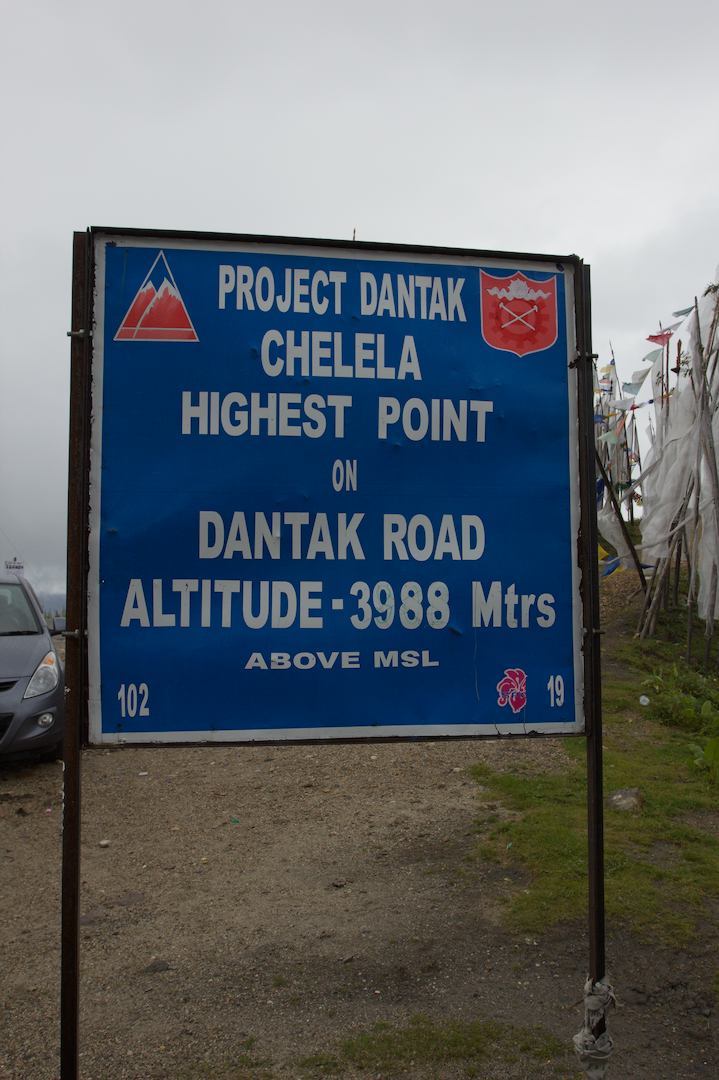 PROJECT DANTAK
CHELELA
HIGHEST POINT
ON
DANTAK ROAD
ALTITUDE-3988 Mtrs
ABOVE MSL
102
19